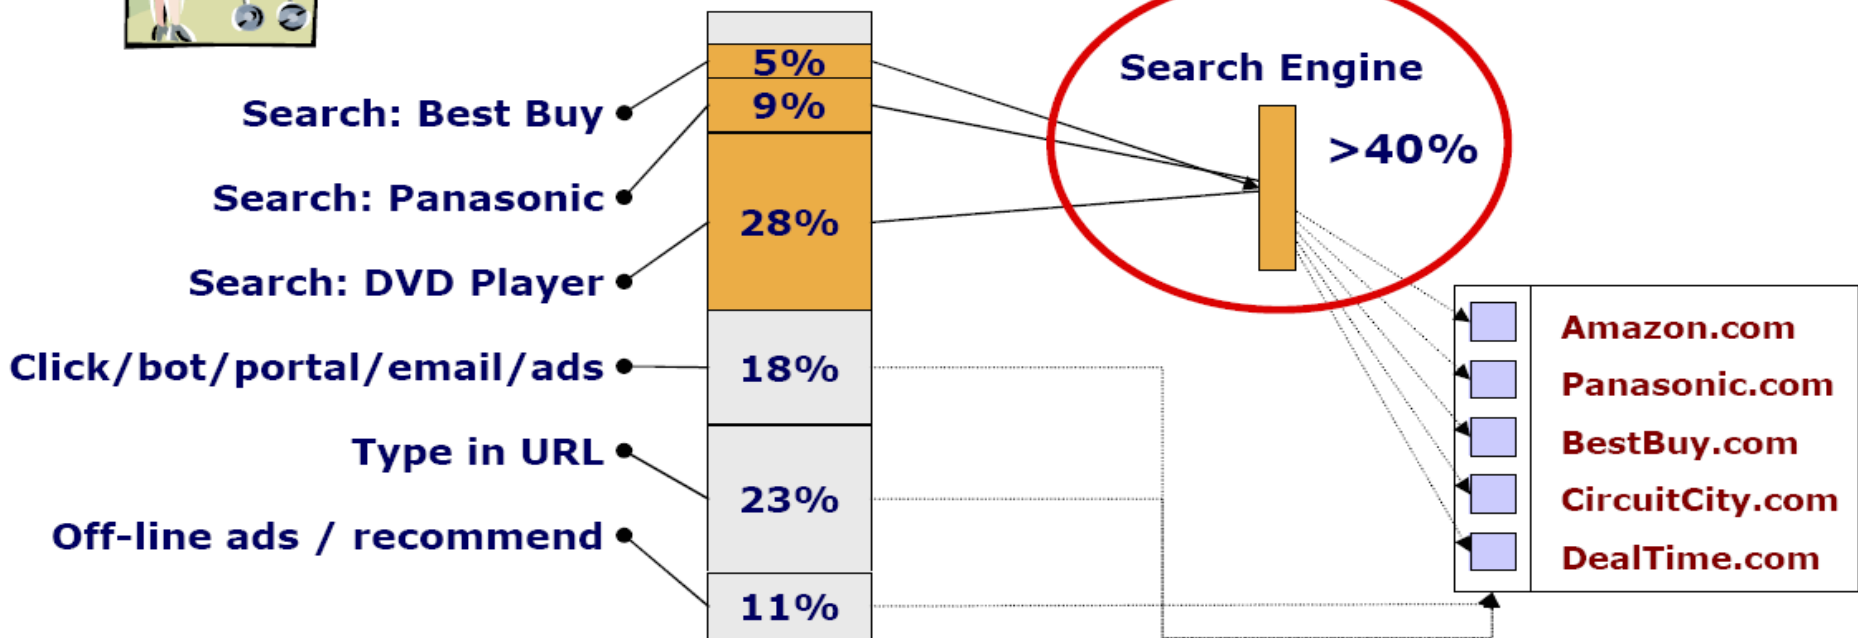 Search: Best Buy
Search: Panasonic
Search: DVD Player
Click/bot/portal/email/ads
Type in URL
Off-line ads / recommend
5%
9%
28%
18%
23%
11%
Search Engine
>40%
Amazon.com
Panasonic.com
BestBuy.com
CircuitCity.com
DealTime.com